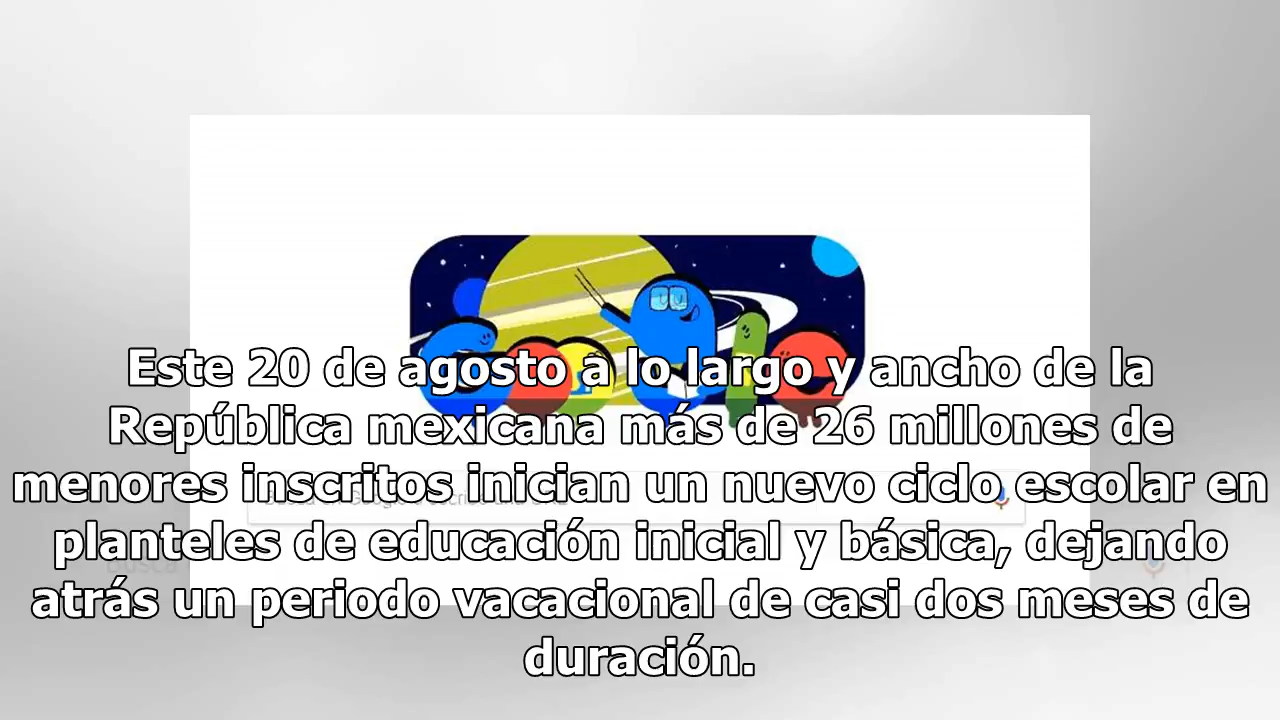 Este 20 de agosto a lo largo y ancho de la
República mexicana más de 26 millones de
menores inscritos inician un nuevo ciclo escolar en
planteles de educación inicial y básica, dejando
atrás un periodo vacacional de casi dos meses de
duración.